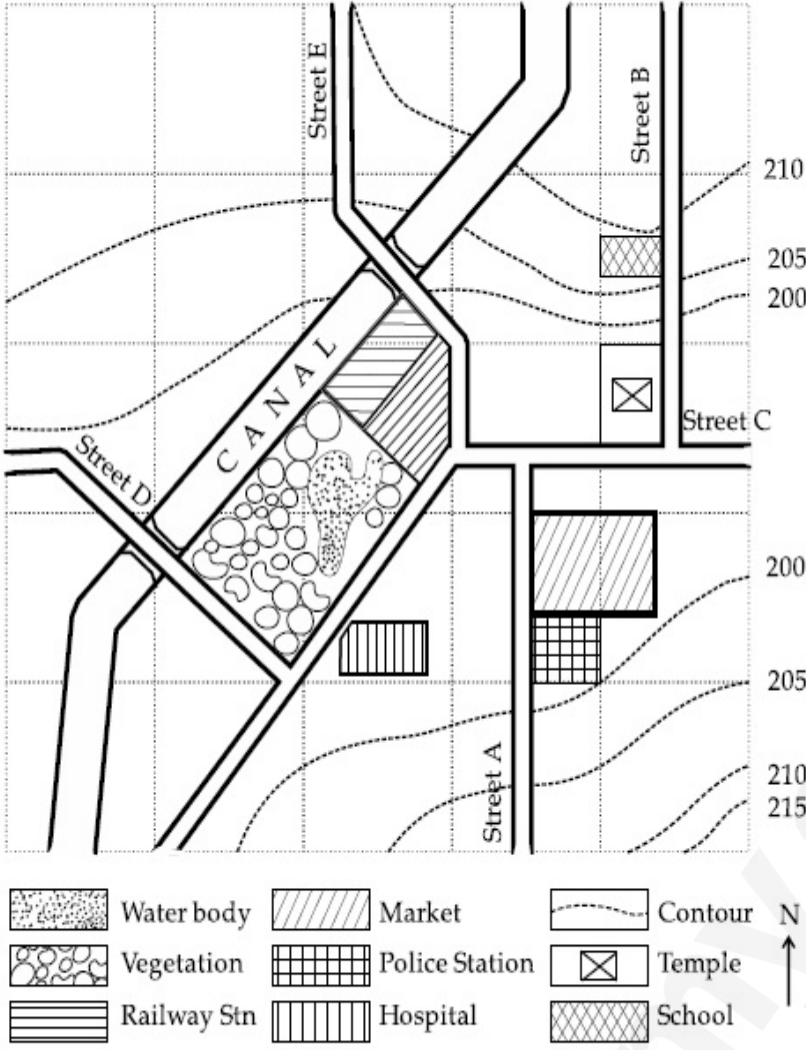 Street E
Street B
210
205
200
CANAL
Street C
Street D
200
205
Street A
210
215
Water body
Market
Contour
N
Vegetation
Police Station
Temple
Railway Stn
Hospital
School